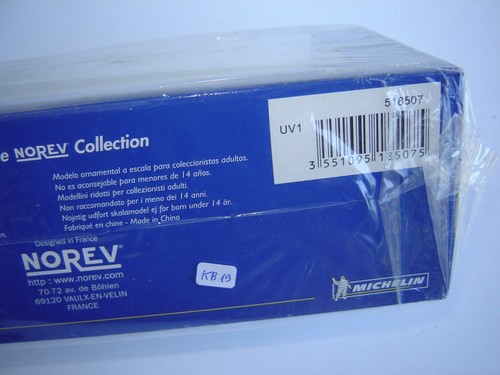 e NOREV Collection
Modelo ornamental a escala para coleccionistas adultos.
No es aconsejable para menores de 14 años.
Modellini ridotti per collezionisti adulti.
Non raccomandato per i meno dei 14 anni.
Nøjatig udfort skalamodel ej for born under 14 år.
Fabriqué en chine - Made in China
518507
UV1
3 551095 185075
Designed in France
NOREV
http : www.norev.com
70-72 av. de Böhlen
69120 VAULX-EN-VELIN
FRANCE
KB 19
MICHELIN